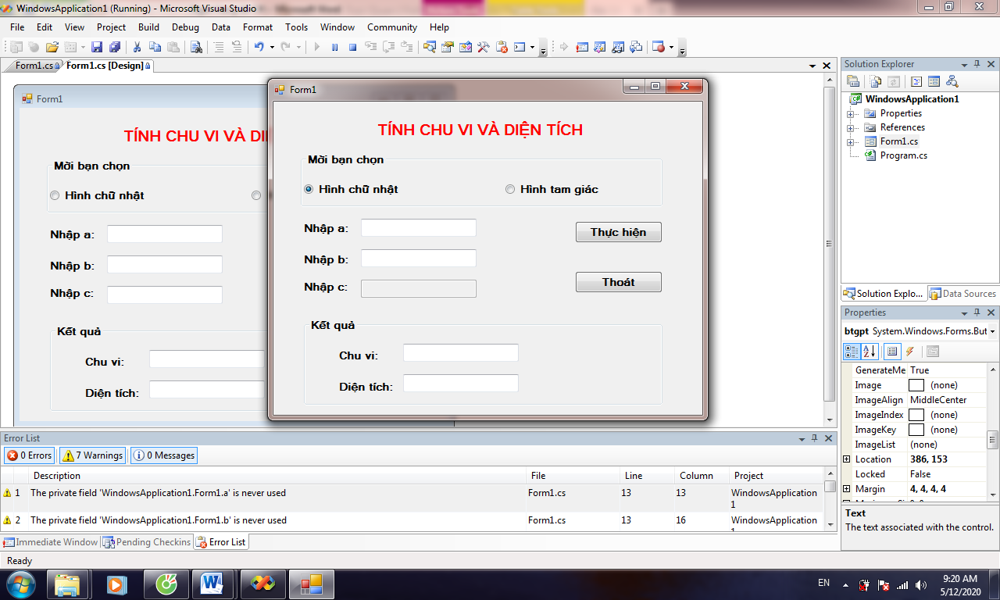 WindowsApplication1 (Running) - Microsoft Visual Studio
File Edit View Project Build Debug Data Format Tools Window Community Help
Form1.cs Form1.cs [Design]
Form1
TÍNH CHU VI VÀ DIỆ
Mời bạn chọn
Hình chữ nhật
Nhập a:
Nhập b:
Nhập c:
Kết quả
Chu vi:
Diện tích:
Form1
TÍNH CHU VI VÀ DIỆN TÍCH
Mời bạn chọn
Hình chữ nhật Hình tam giác
Nhập a: Thực hiện
Nhập b:
Nhập c: Thoát
Kết quả
Chu vi:
Diện tích:
Solution Explorer
WindowsApplication1
Properties
References
Form1.cs
Program.cs
Solution Explo... Data Sources
Properties
btgpt System.Windows.Forms.But
GenerateMe True
Image (none)
ImageAlign MiddleCenter
ImageIndex (none)
ImageKey (none)
ImageList (none)
Location 386, 153
Locked False
Margin 4, 4, 4, 4
Text
The text associated with the control.
Error List
0 Errors 7 Warnings 0 Messages
Description File Line Column Project
1 The private field 'WindowsApplication1.Form1.a' is never used Form1.cs 13 13 WindowsApplication
1
2 The private field 'WindowsApplication1.Form1.b' is never used Form1.cs 13 16 WindowsApplication
Immediate Window Pending Checkins Error List
Ready
EN 9:20 AM
5/12/2020